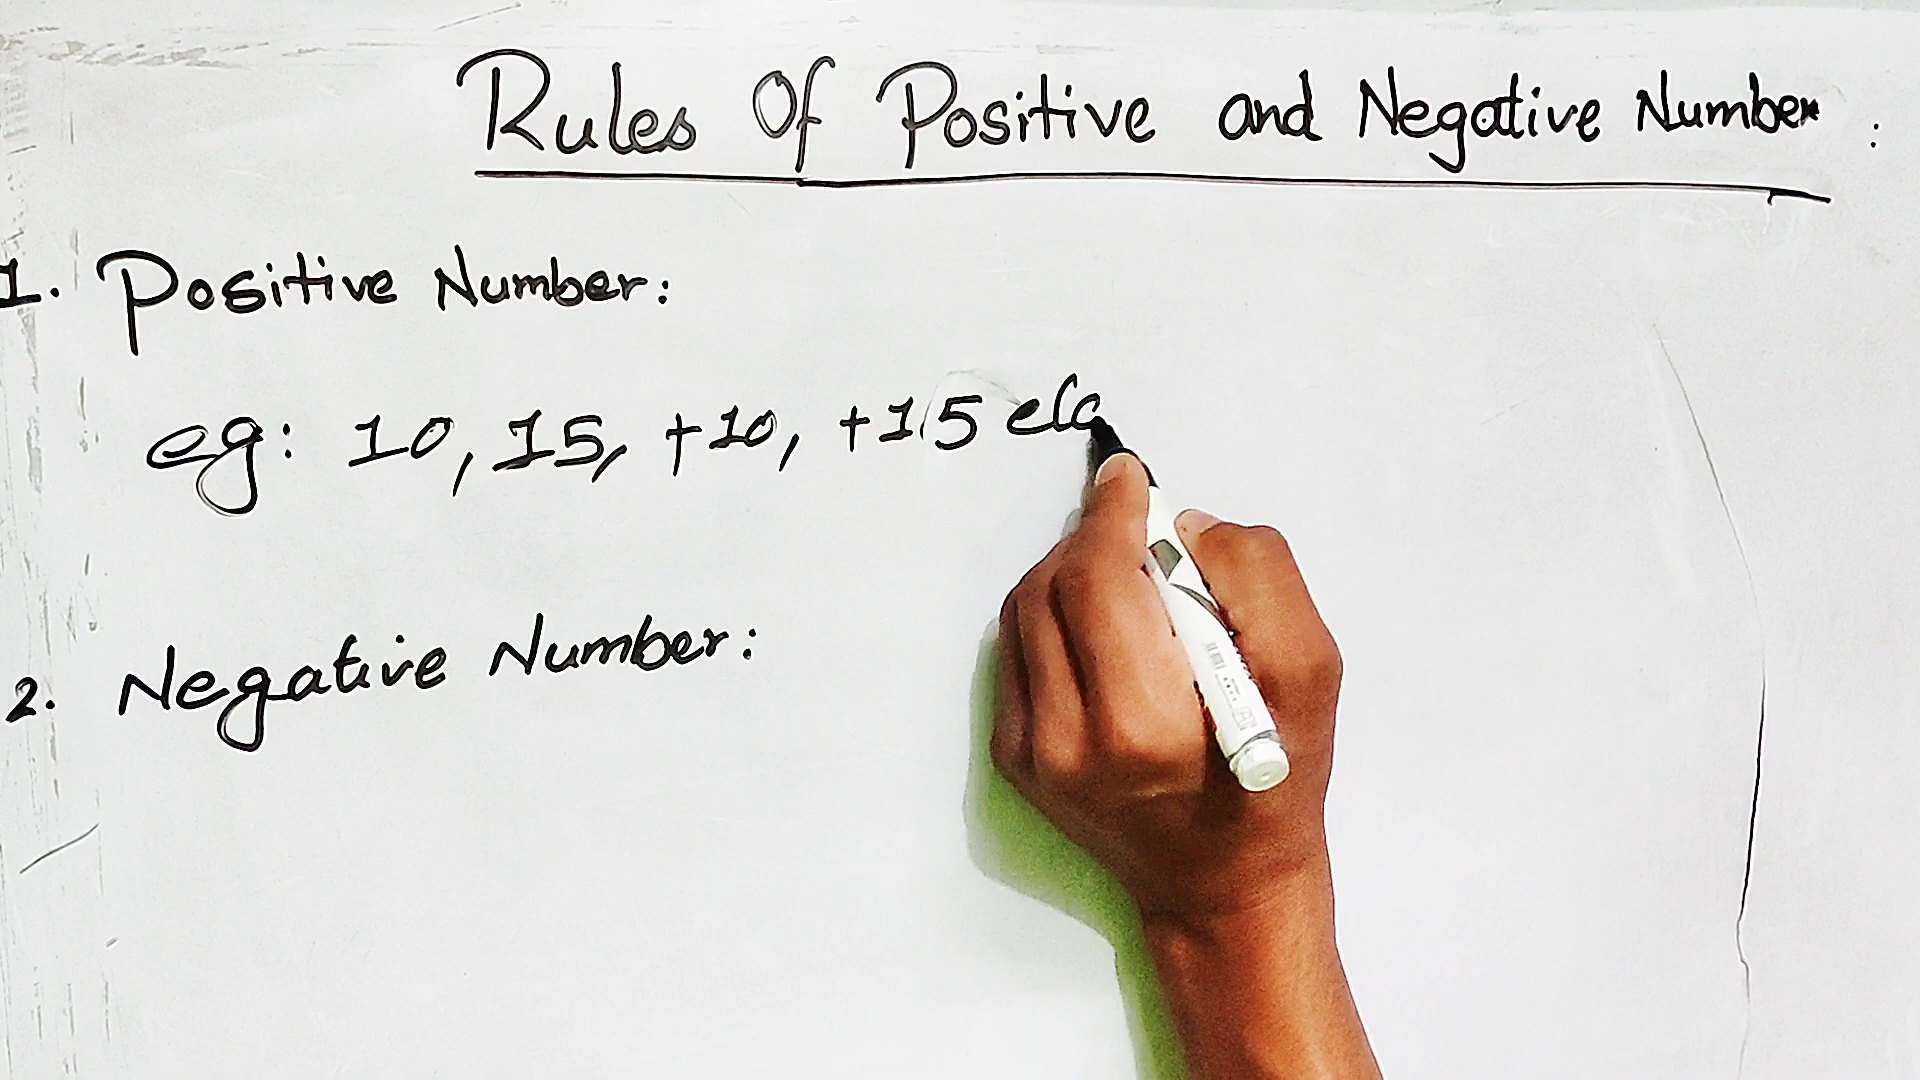 Rules Of Positive and Negative Number :
1. Positive Number:
eg: 10, 15, +10, +15 etc
2. Negative Number: